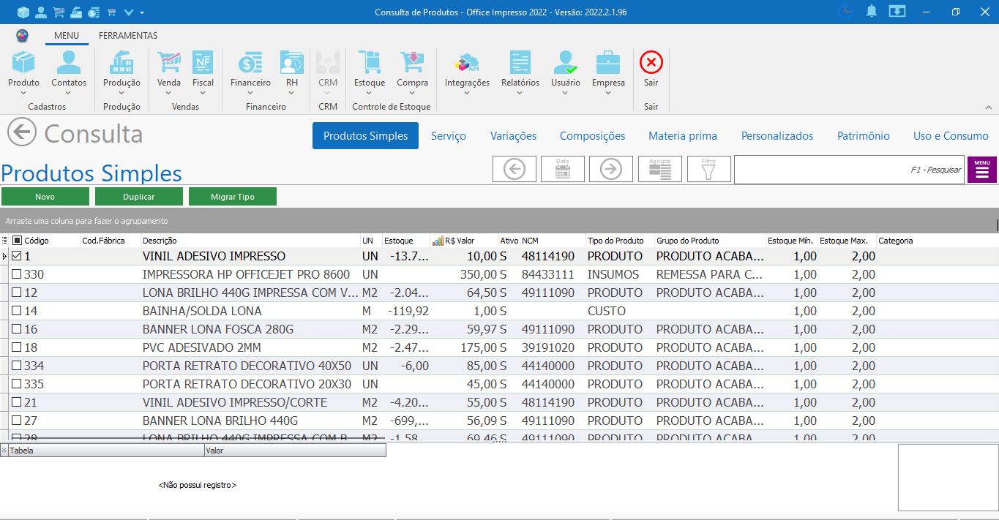 Consulta de Produtos - Office Impresso 2022 - Versão: 2022.2.1.96
MENU FERRAMENTAS
NF API
Produto Contatos Produção Venda Fiscal Financeiro RH CRM Estoque Compra Integrações Relatórios Usuário Empresa Sair
Cadastros Produção Vendas Financeiro CRM Controle de Estoque Sair
Consulta Produtos Simples Serviço Variações Composições Materia prima Personalizados Patrimônio Uso e Consumo
Produtos Simples Data Agrupar Filtro F1 - Pesquisar MENU
Novo Duplicar Migrar Tipo
Arraste uma coluna para fazer o agrupamento
Código Cod.Fábrica Descrição UN Estoque R$ Valor Ativo NCM Tipo do Produto Grupo do Produto Estoque Mín. Estoque Max. Categoria
1 VINIL ADESIVO IMPRESSO UN -13.7... 10,00 S 48114190 PRODUTO PRODUTO ACABA... 1,00 2,00
330 IMPRESSORA HP OFFICEJET PRO 8600 UN 350,00 S 84433111 INSUMOS REMESSA PARA C... 1,00 2,00
12 LONA BRILHO 440G IMPRESSA COM V... M2 -2.04... 64,50 S 49111090 PRODUTO PRODUTO ACABA... 1,00 2,00
14 BAINHA/SOLDA LONA M -119,92 1,00 S CUSTO 1,00 2,00
16 BANNER LONA FOSCA 280G M2 -2.29... 59,97 S 49111090 PRODUTO PRODUTO ACABA... 1,00 2,00
18 PVC ADESIVADO 2MM M2 -2.47... 175,00 S 39191020 PRODUTO PRODUTO ACABA... 1,00 2,00
334 PORTA RETRATO DECORATIVO 40X50 UN -6,00 85,00 S 44140000 PRODUTO PRODUTO ACABA... 1,00 2,00
335 PORTA RETRATO DECORATIVO 20X30 UN 45,00 S 44140000 PRODUTO PRODUTO ACABA... 1,00 2,00
21 VINIL ADESIVO IMPRESSO/CORTE M2 -4.20... 55,00 S 48114190 PRODUTO PRODUTO ACABA... 1,00 2,00
27 BANNER LONA BRILHO 440G M2 -699,... 56,09 S 49111090 PRODUTO PRODUTO ACABA... 1,00 2,00
28 LONA BRILHO 440G IMPRESSA COM B... M2 -1.58... 69,46 S 49111090 PRODUTO PRODUTO ACABA... 1,00 2,00
Tabela Valor
<Não possui registro>